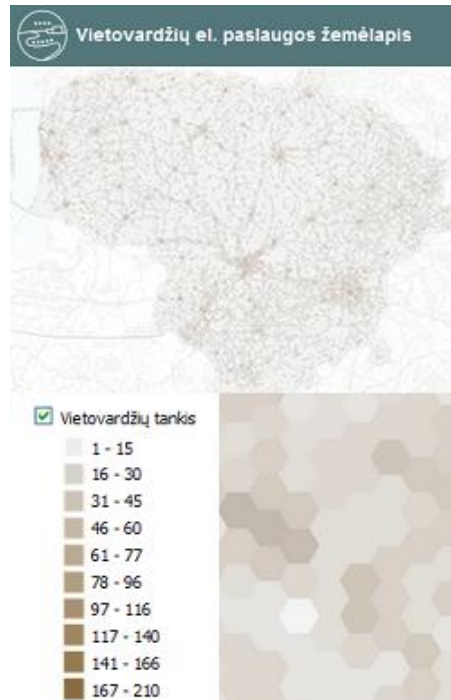 Vietovardžių el. paslaugos žemėlapis
Vietovardžių tankis
1 - 15
16 - 30
31 - 45
46 - 60
61 - 77
78 - 96
97 - 116
117 - 140
141 - 166
167 - 210